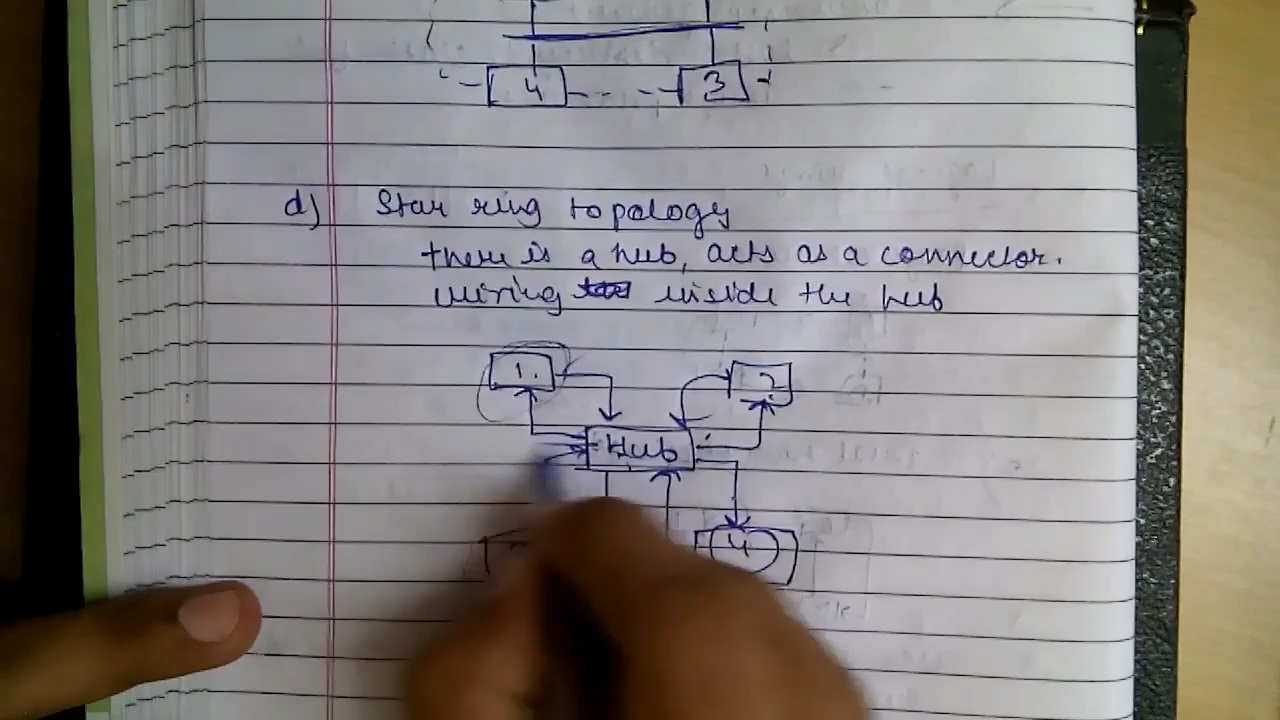 4 3
d) Star ring topology
there is a hub, acts as a connector.
wiring inside the hub
1. 2
Hub
4